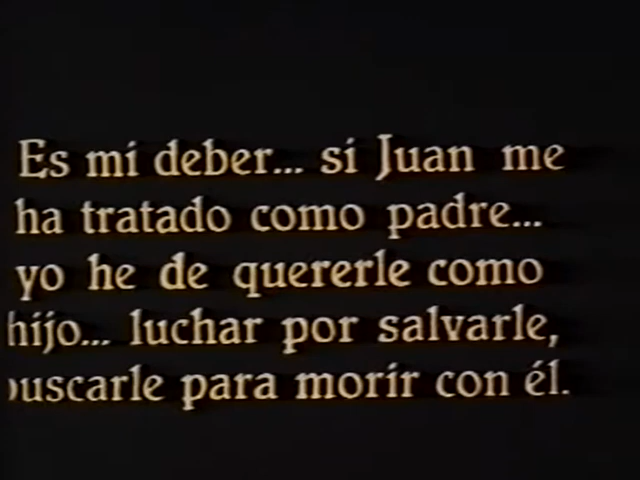 Es mi deber... si Juan me
ha tratado como padre...
yo he de quererle como
hijo... luchar por salvarle,
buscarle para morir con él.